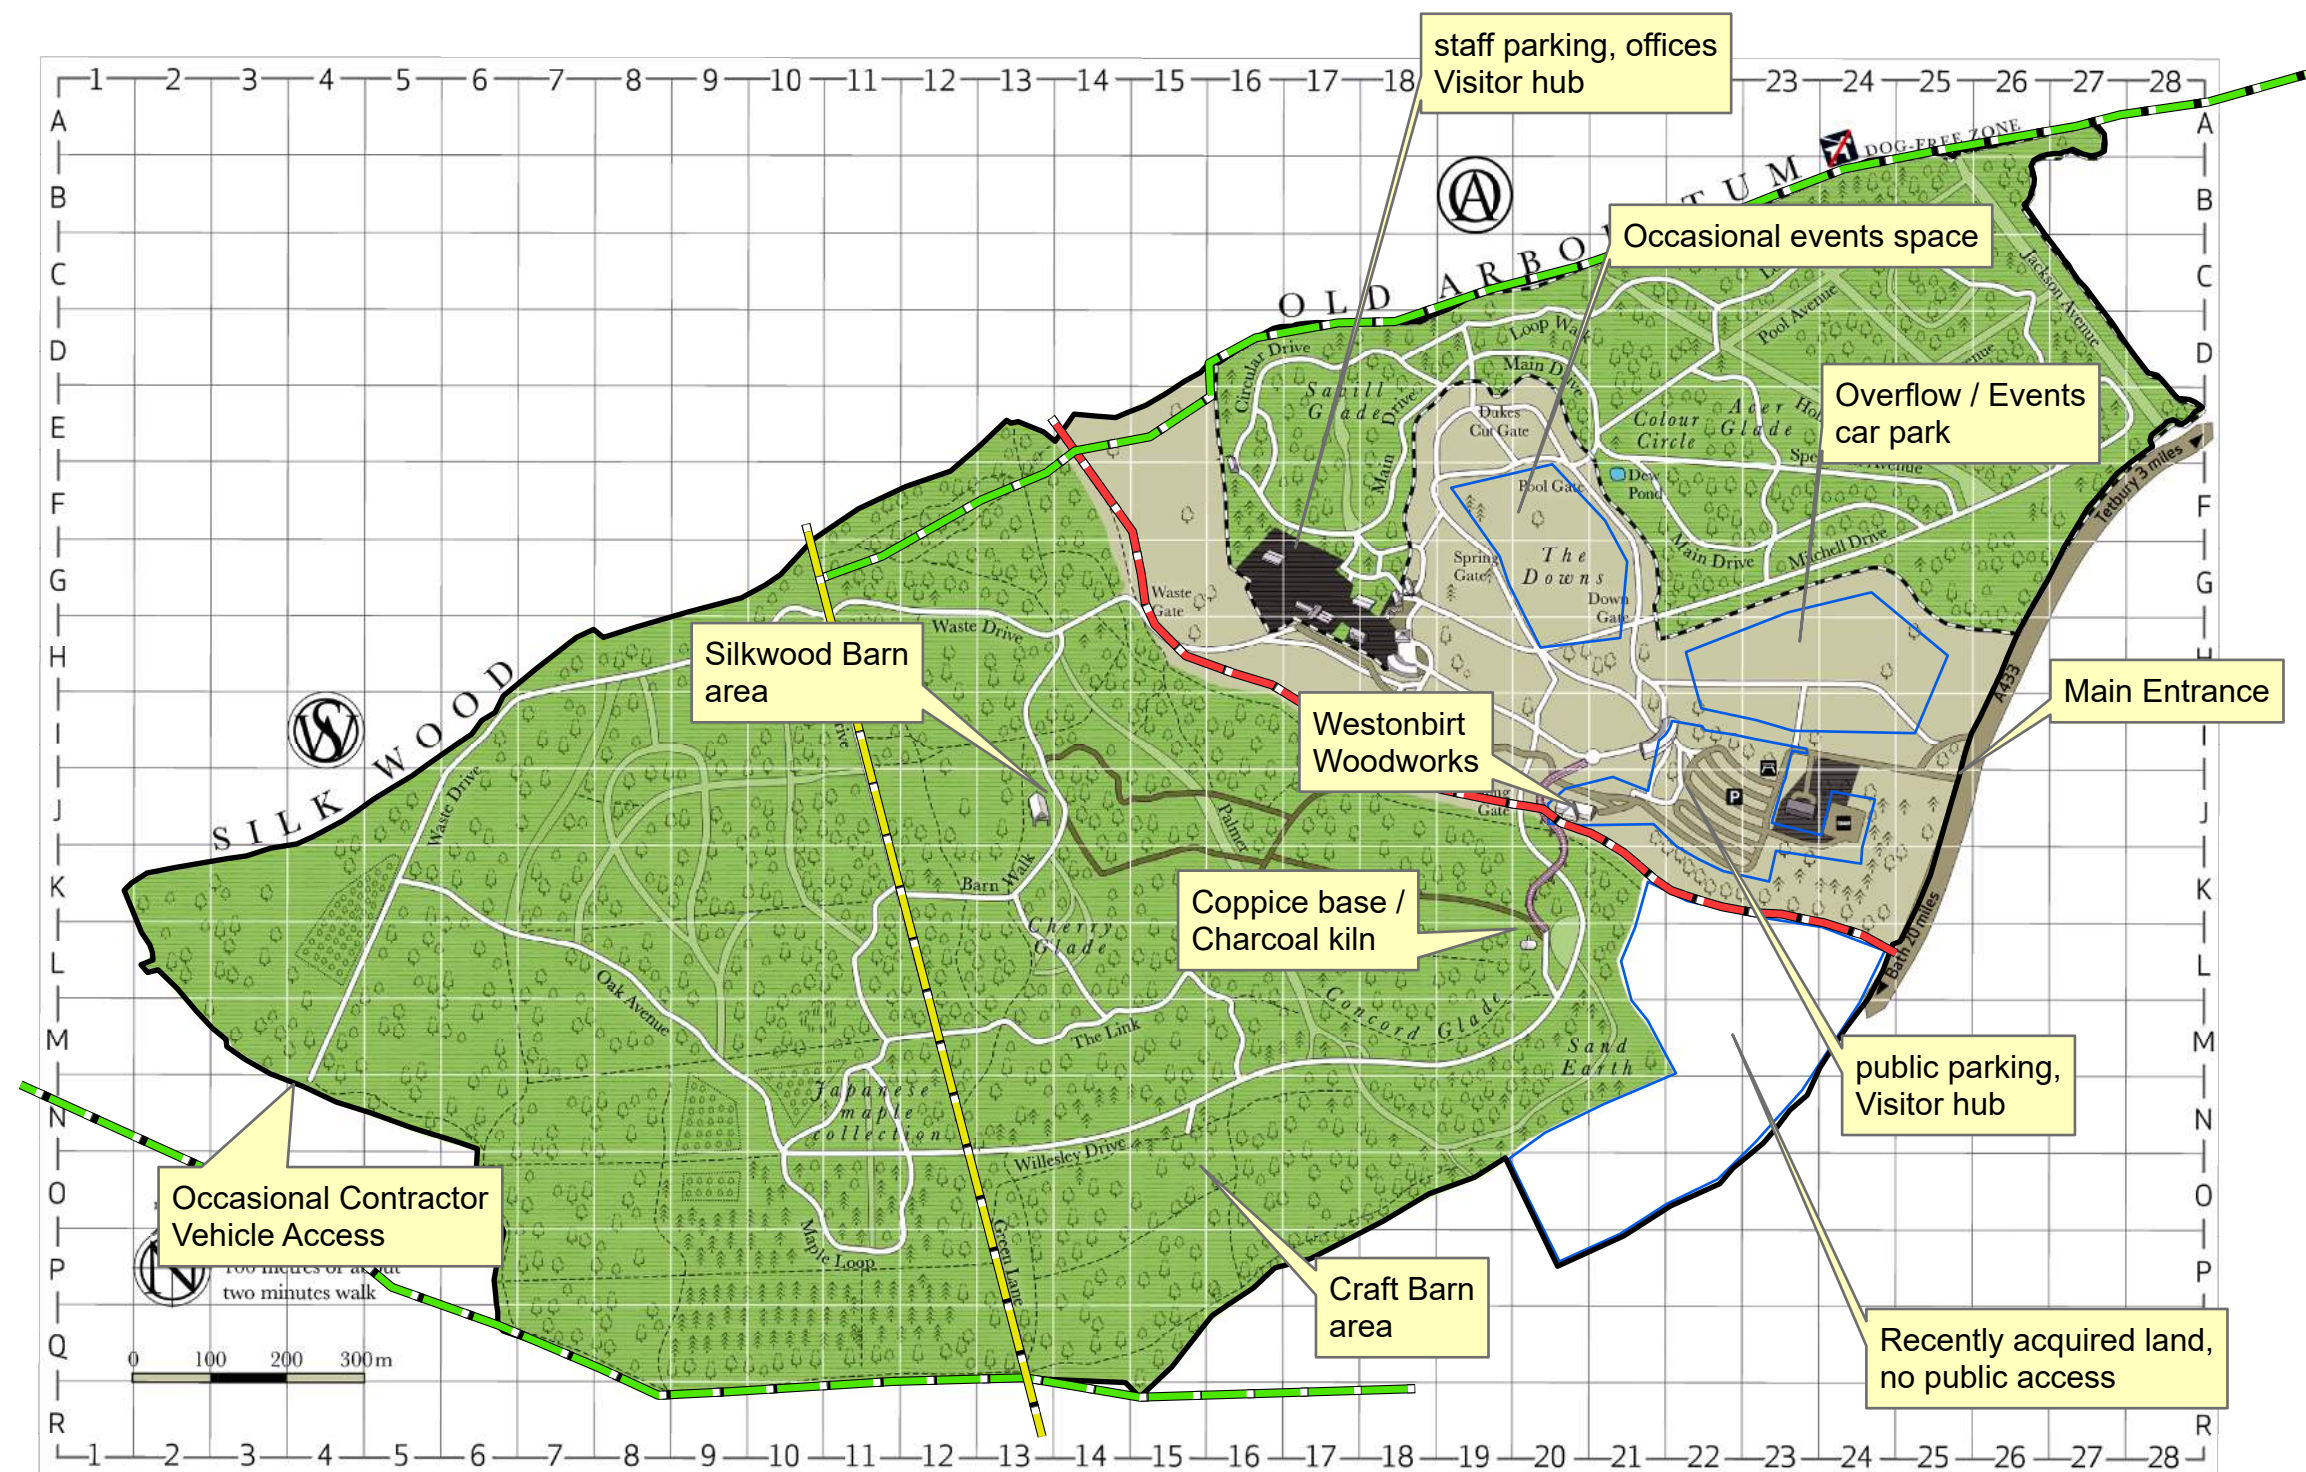 staff parking, offices
Visitor hub
1 2 3 4 5 6 7 8 9 10 11 12 13 14 15 16 17 18 23 24 25 26 27 28
A
A
DOG-FREE ZONE
B
A
B
OLD
Occasional events space
C
C
Jackson Avenue
Pool Avenue
Loop Walk
D
Circular Drive
D
Main Drive
Savill
Glade
Overflow / Events
car park
Acer
Glade
Colour
Circle
Dukes
Cut Gate
E
E
Main Drive
Dew
Pond
Tetbury 3 miles
Pool Gate
F
F
Mitchell Drive
Main Drive
Spring
Gate
The
Downs
G
G
Waste
Gate
Down
Gate
Waste Drive
H
H
Silkwood Barn
area
A433
Main Entrance
SILK WOOD
SW
Westonbirt
Woodworks
I
Waste Drive
P
J
Gate
J
Palmer
K
Barn Walk
K
Coppice base /
Charcoal kiln
Cherry
Glade
Bath 20 miles
L
L
Oak Avenue
Concord Glade
The Link
M
M
Sand
Earth
public parking,
Visitor hub
Japanese
maple
collection
N
N
Willesley Drive
Occasional Contractor
Vehicle Access
O
O
Green Lane
Maple Loop
P
N
100 metres or about
two minutes walk
P
Craft Barn
area
Recently acquired land,
no public access
Q
0 100 200 300m
R
R
1 2 3 4 5 6 7 8 9 10 11 12 13 14 15 16 17 18 19 20 21 22 23 24 25 26 27 28